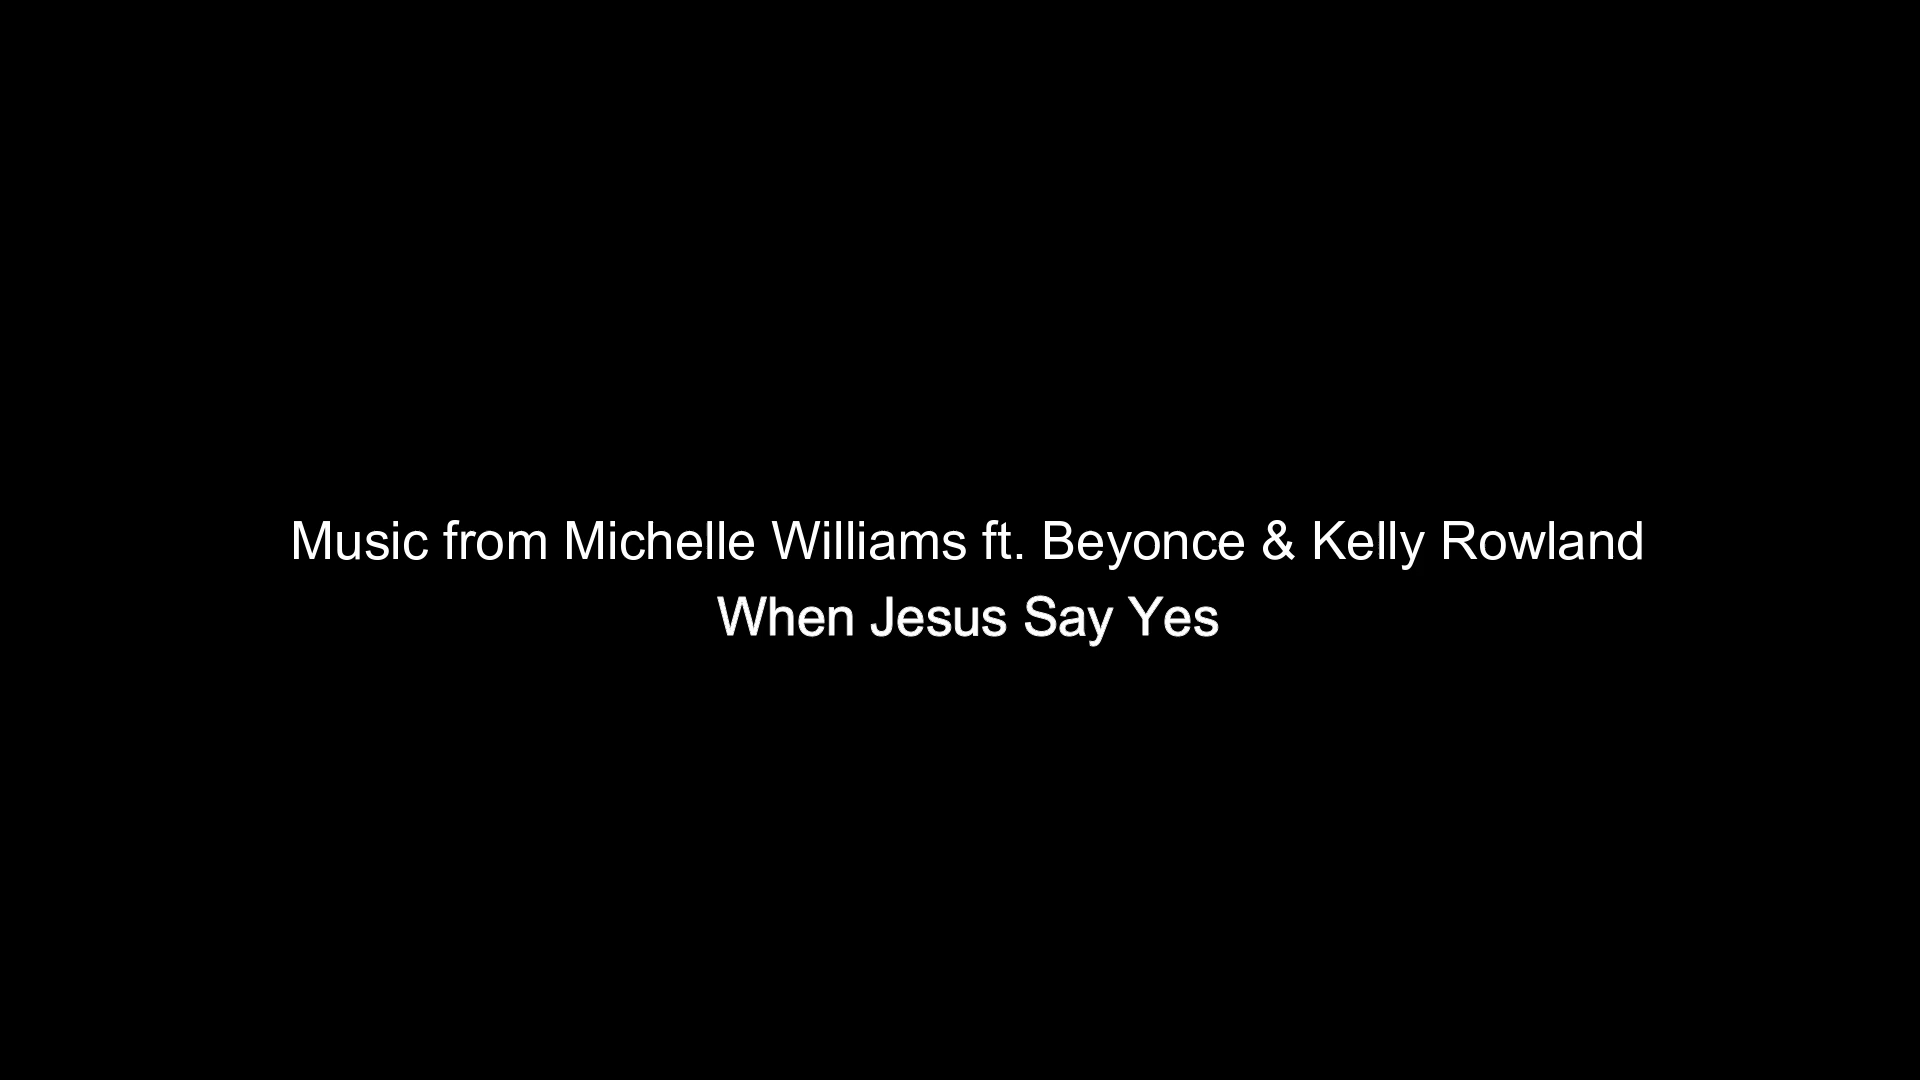 Music from Michelle Williams ft. Beyonce & Kelly Rowland
When Jesus Say Yes